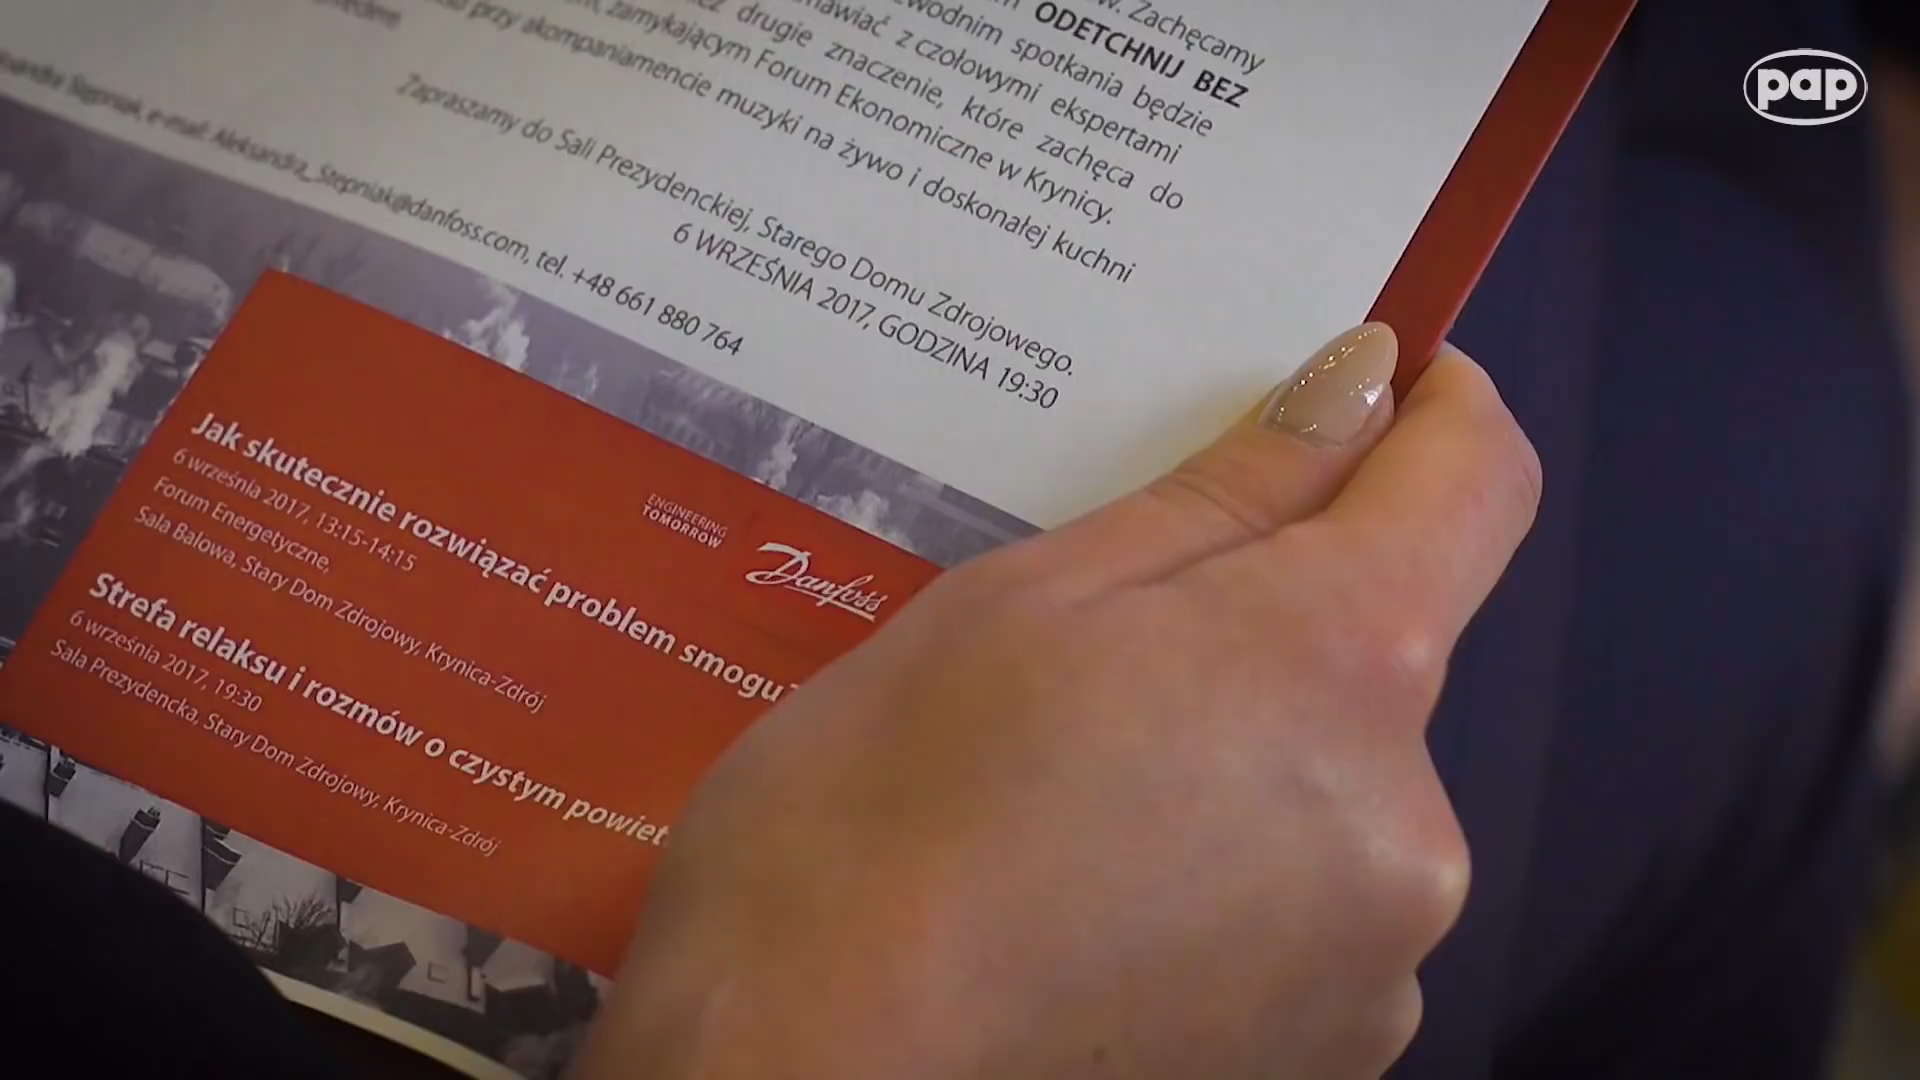 pap
w. Zachęcamy
ODETCHNIJ BEZ
spotkania będzie
z czołowymi ekspertami
drugie znaczenie, które zachęca do
zamykającym Forum Ekonomiczne w Krynicy.
przy akompaniamencie muzyki na żywo i doskonałej kuchni
Zapraszamy do Sali Prezydenckiej, Starego Domu Zdrojowego.
6 WRZEŚNIA 2017, GODZINA 19:30
e-mail: Aleksandra_Stepniak@danfoss.com, tel. +48 661 880 764
ENGINEERING
TOMORROW
Danfoss
Jak skutecznie rozwiązać problem smogu?
6 września 2017, 13:15-14:15
Forum Energetyczne,
Sala Balowa, Stary Dom Zdrojowy, Krynica-Zdrój
Strefa relaksu i rozmów o czystym powiet
6 września 2017, 19:30
Sala Prezydencka, Stary Dom Zdrojowy, Krynica-Zdrój